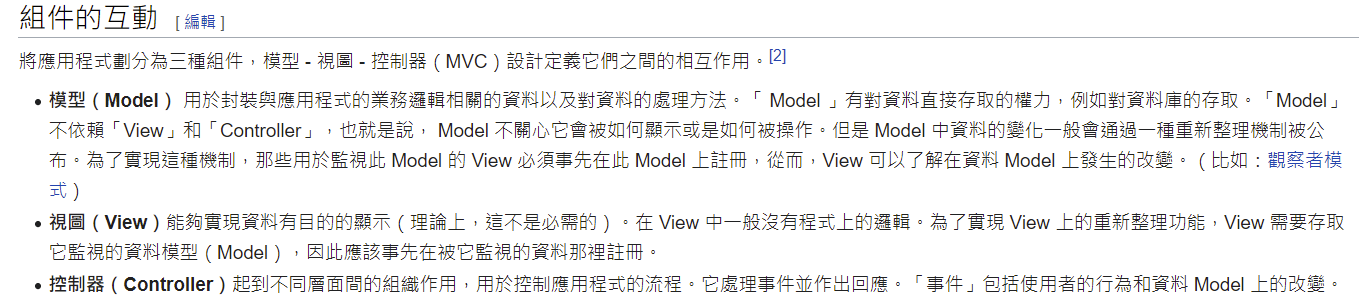 組件的互動 [編輯]
將應用程式劃分為三種組件，模型 - 視圖 - 控制器（MVC）設計定義它們之間的相互作用。[2]
• 模型（Model） 用於封裝與應用程式的業務邏輯相關的資料以及對資料的處理方法。「 Model 」有對資料直接存取的權力，例如對資料庫的存取。「Model」
不依賴「View」和「Controller」，也就是說， Model 不關心它會被如何顯示或是如何被操作。但是 Model 中資料的變化一般會通過一種重新整理機制被公
布。為了實現這種機制，那些用於監視此 Model 的 View 必須事先在此 Model 上註冊，從而，View 可以了解在資料 Model 上發生的改變。（比如：觀察者模
式）
• 視圖（View）能夠實現資料有目的的顯示（理論上，這不是必需的）。在 View 中一般沒有程式上的邏輯。為了實現 View 上的重新整理功能，View 需要存取
它監視的資料模型（Model），因此應該事先在被它監視的資料那裡註冊。
• 控制器（Controller）起到不同層面間的組織作用，用於控制應用程式的流程。它處理事件並作出回應。「事件」包括使用者的行為和資料 Model 上的改變。